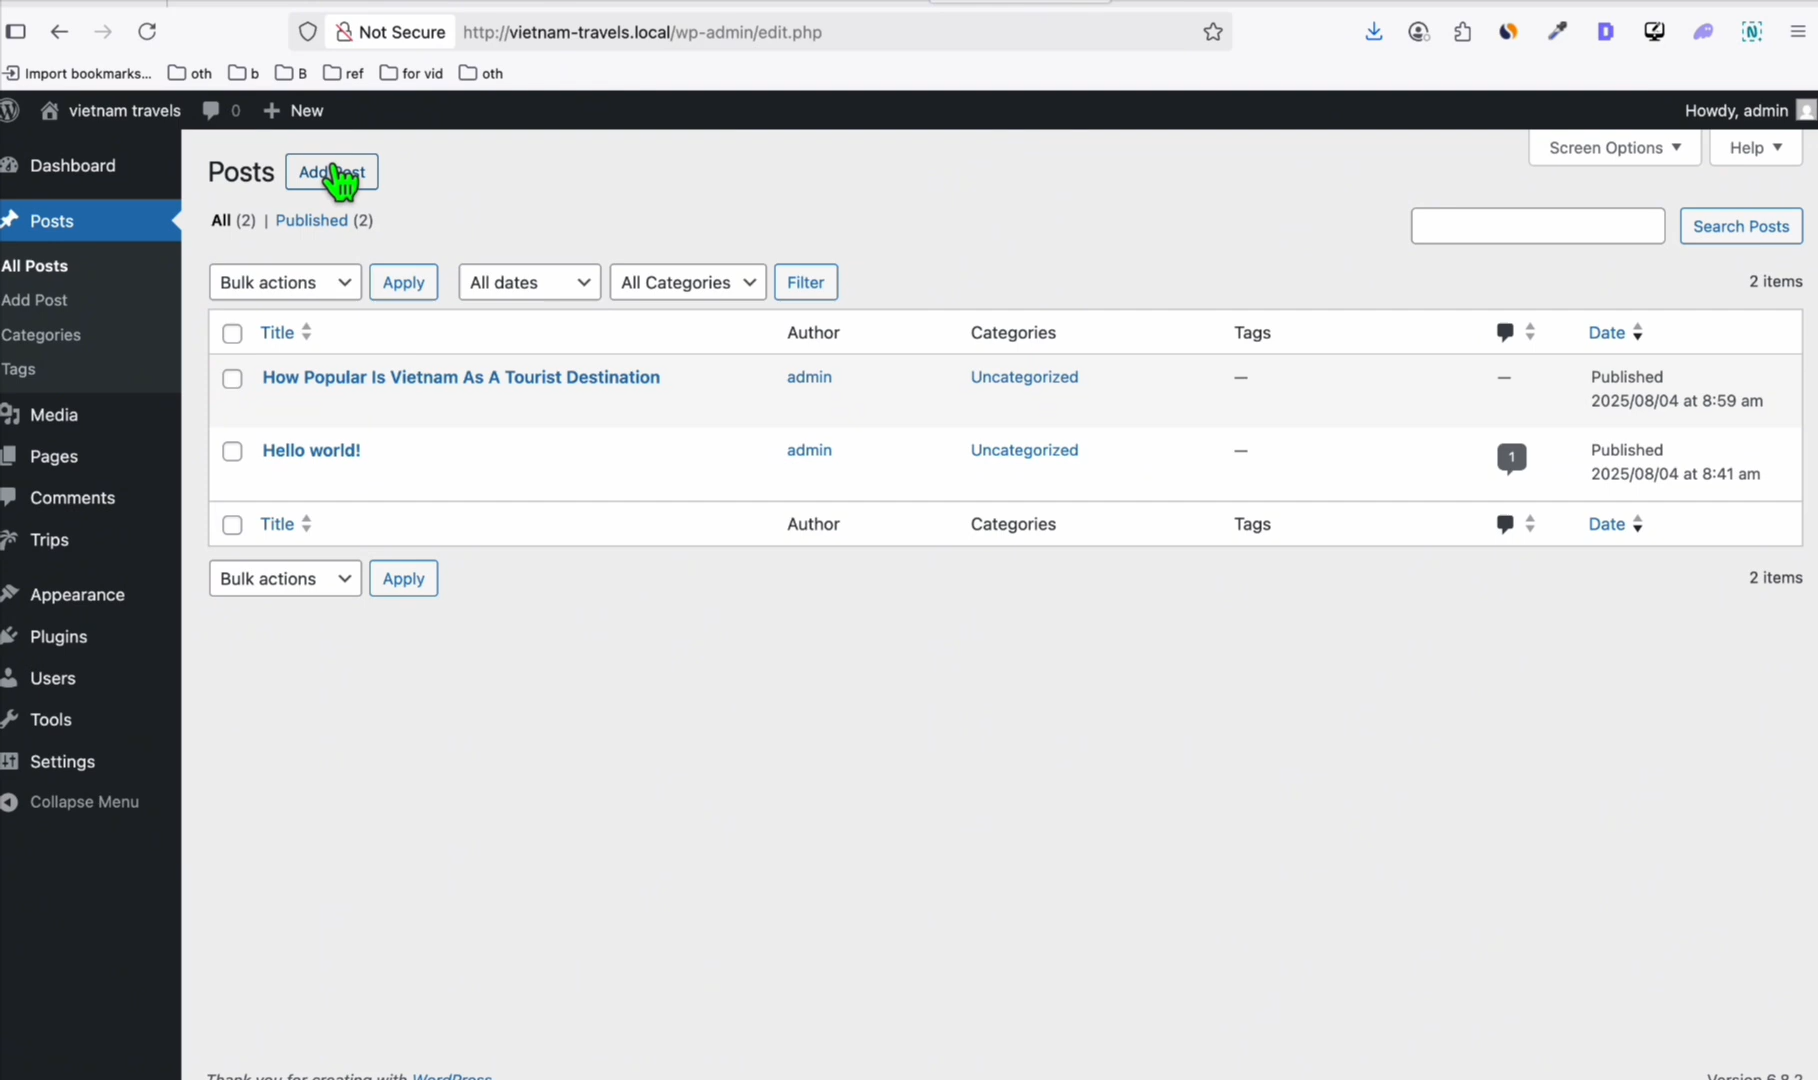 Not Secure http://vietnam-travels.local/wp-admin/edit.php
Import bookmarks... oth b B ref for vid oth
vietnam travels 0 + New Howdy, admin
Screen Options Help
Dashboard
Posts
All Posts
Add Post
Categories
Tags
Media
Pages
Comments
Trips
Appearance
Plugins
Users
Tools
Settings
Collapse Menu
Posts Add Post
All (2) | Published (2)
Search Posts
Bulk actions Apply All dates All Categories Filter 2 items
Title Author Categories Tags Date
How Popular Is Vietnam As A Tourist Destination admin Uncategorized — — Published
2025/08/04 at 8:59 am
Hello world! admin Uncategorized — 1 Published
2025/08/04 at 8:41 am
Title Author Categories Tags Date
Bulk actions Apply 2 items
Thank you for creating with WordPress
Version 6.8.2